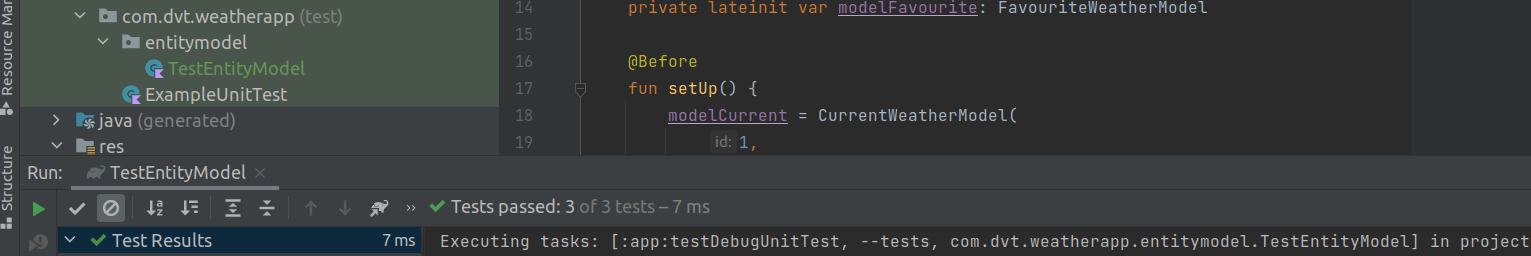 Resource Mar
Structure
com.dvt.weatherapp (test)
entitymodel
TestEntityModel
ExampleUnitTest
java (generated)
res
14 private lateinit var modelFavourite: FavouriteWeatherModel
15
16 @Before
17 fun setUp() {
18 modelCurrent = CurrentWeatherModel(
19 id: 1,
Run: TestEntityModel
Tests passed: 3 of 3 tests – 7 ms
Test Results 7 ms
Executing tasks: [:app:testDebugUnitTest, --tests, com.dvt.weatherapp.entitymodel.TestEntityModel] in project